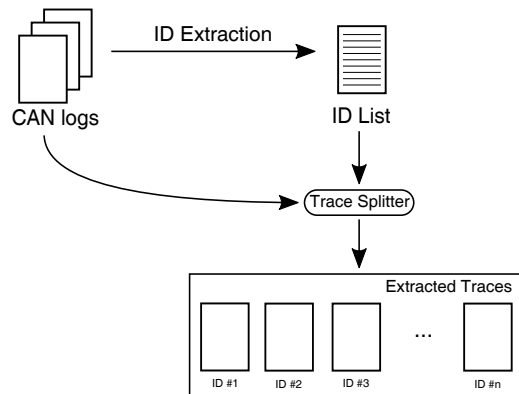 ID Extraction
CAN logs
ID List
Trace Splitter
Extracted Traces
...
ID #1
ID #2
ID #3
ID #n